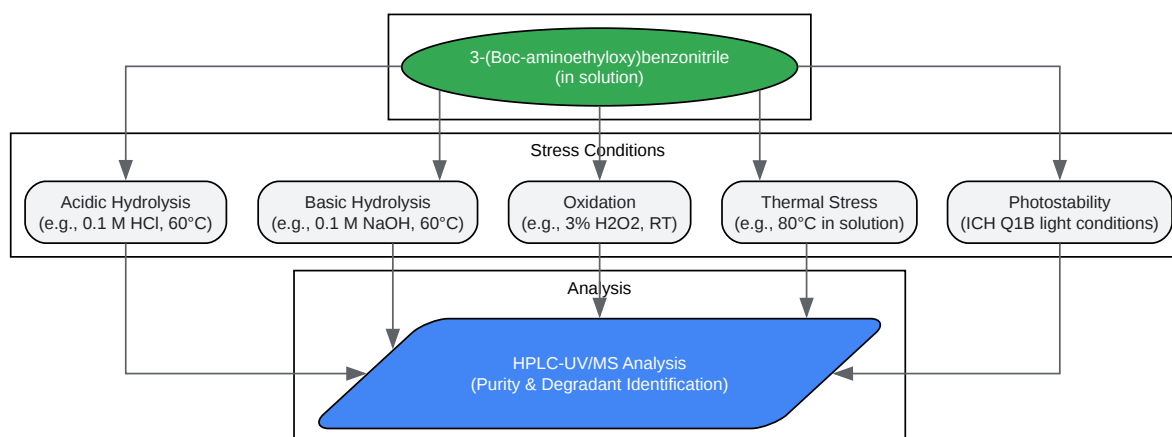 3-(Boc-aminoethyloxy)benzonitrile
(in solution)
Stress Conditions
Acidic Hydrolysis
(e.g., 0.1 M HCl, 60°C)
Basic Hydrolysis
(e.g., 0.1 M NaOH, 60°C)
Oxidation
(e.g., 3% H2O2, RT)
Thermal Stress
(e.g., 80°C in solution)
Photostability
(ICH Q1B light conditions)
Analysis
HPLC-UV/MS Analysis
(Purity & Degradant Identification)